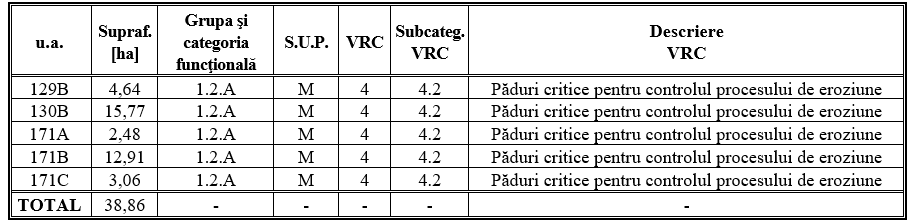 u.a. Supraf. [ha] Grupa şi categoria funcţională S.U.P. VRC Subcateg. VRC Descriere VRC
129B 4,64 1.2.A M 4 4.2 Păduri critice pentru controlul procesului de eroziune
130B 15,77 1.2.A M 4 4.2 Păduri critice pentru controlul procesului de eroziune
171A 2,48 1.2.A M 4 4.2 Păduri critice pentru controlul procesului de eroziune
171B 12,91 1.2.A M 4 4.2 Păduri critice pentru controlul procesului de eroziune
171C 3,06 1.2.A M 4 4.2 Păduri critice pentru controlul procesului de eroziune
TOTAL 38,86 - - - - -